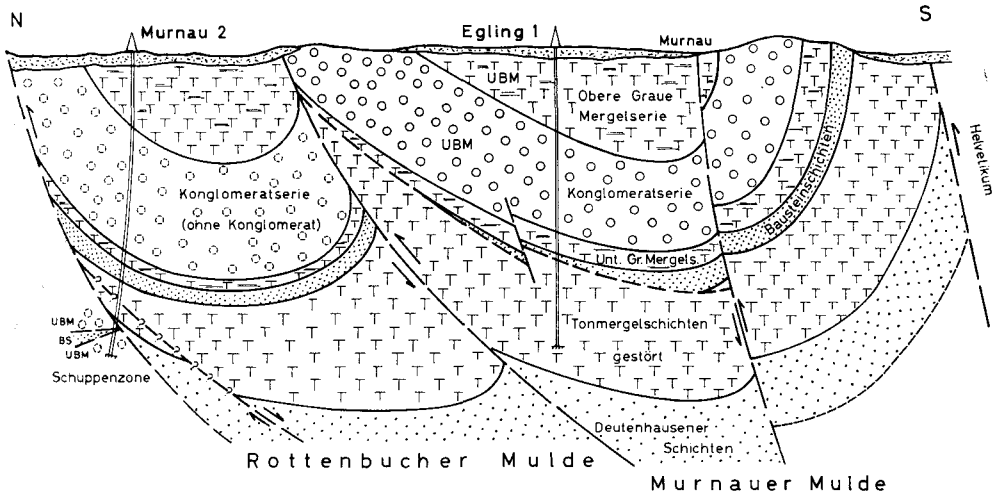 N
S
Murnau 2
Egling 1
Murnau
UBM
Obere Graue
Mergelserie
UBM
Konglomeratserie
(ohne Konglomerat)
Konglomeratserie
Unt. Gr. Mergels.
Bausteinschichten
Helvetikum
UBM
BS
UBM
Schuppenzone
Tonmergelschichten
gestört
Deutenhausener
Schichten
Rottenbucher Mulde
Murnauer Mulde